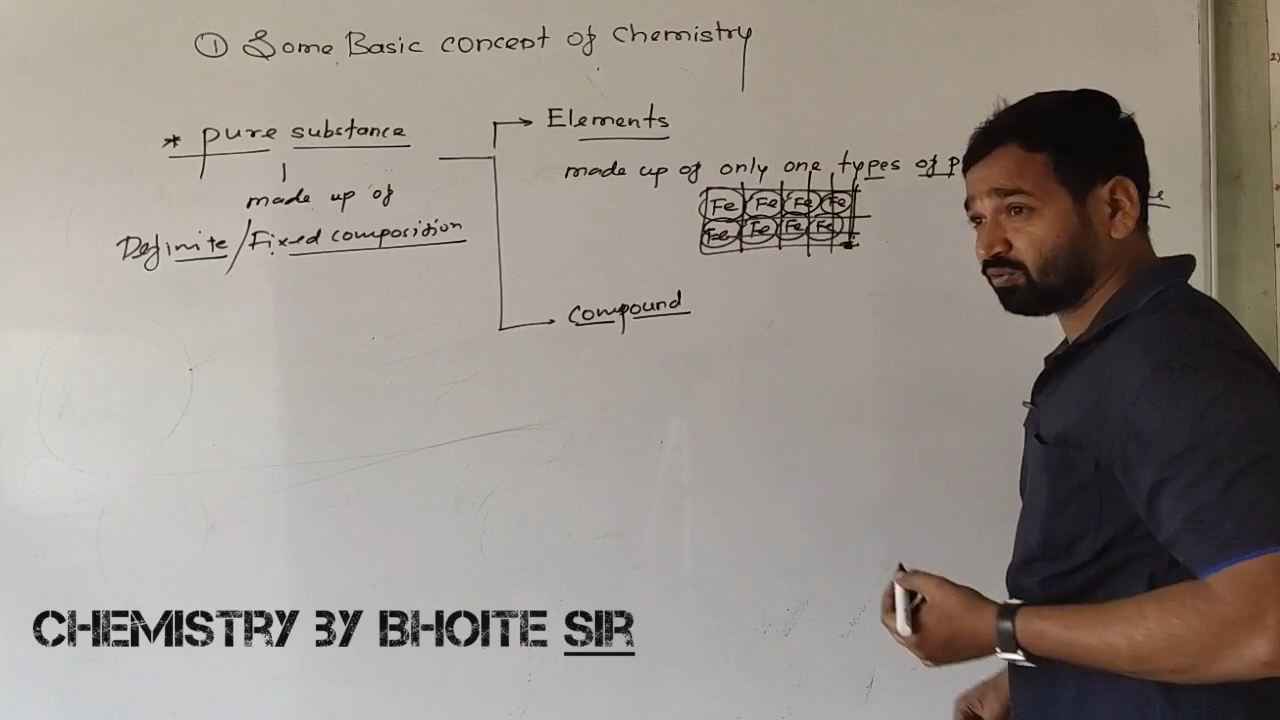 ① Some Basic concept of Chemistry
* pure substance
made up of
Definite/Fixed composition
Elements
made up of only one types of p
Fe Fe Fe Fe
Fe Fe Fe Fe
Compound
CHEMISTRY BY BHOITE SIR
2)